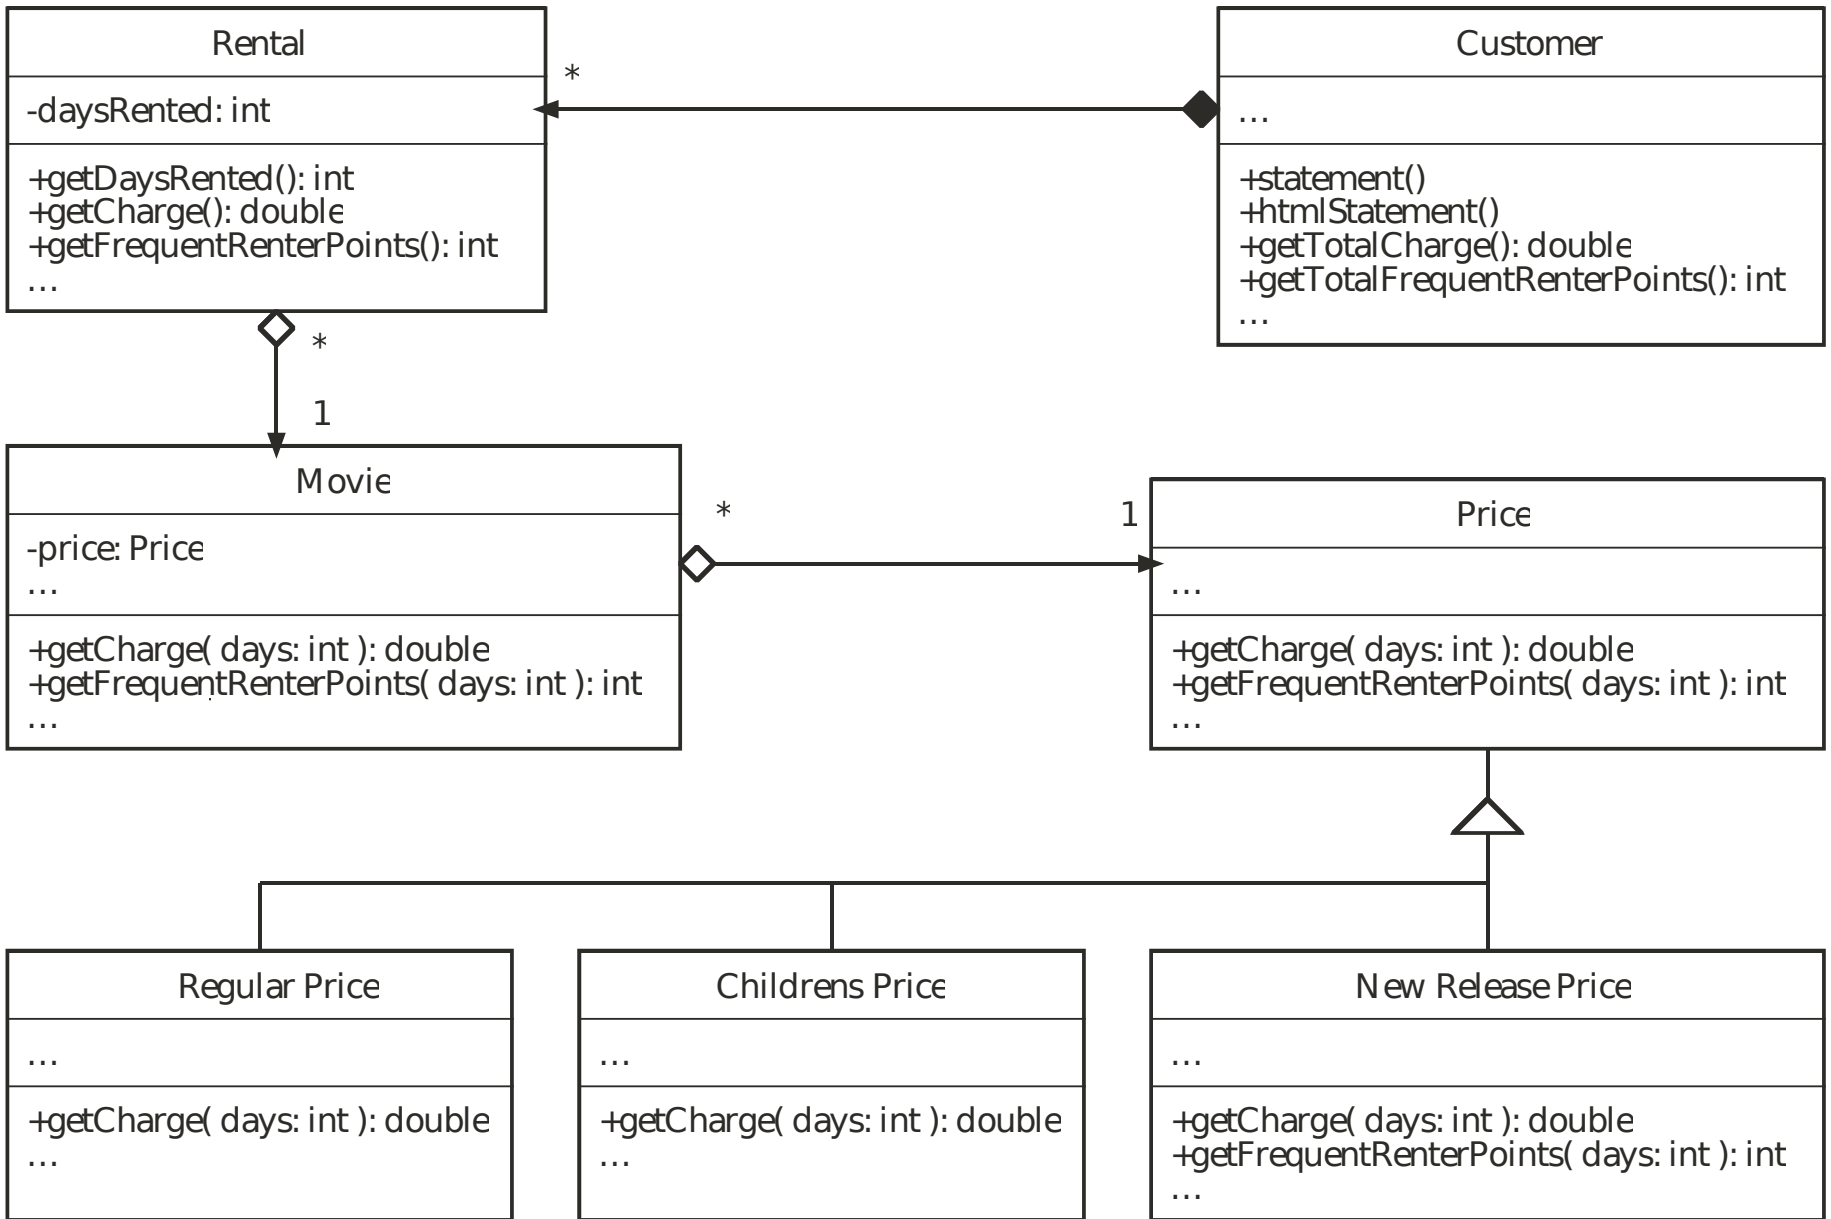 Rental
-daysRented: int
+getDaysRented(): int
+getCharge(): double
+getFrequentRenterPoints(): int
...
*
Customer
...
+statement()
+htmlStatement()
+getTotalCharge(): double
+getTotalFrequentRenterPoints(): int
...
*
1
Movie
-price: Price
...
+getCharge( days: int ): double
+getFrequentRenterPoints( days: int ): int
...
*
1
Price
...
+getCharge( days: int ): double
+getFrequentRenterPoints( days: int ): int
...
Regular Price
...
+getCharge( days: int ): double
...
Childrens Price
...
+getCharge( days: int ): double
...
New Release Price
...
+getCharge( days: int ): double
+getFrequentRenterPoints( days: int ): int
...